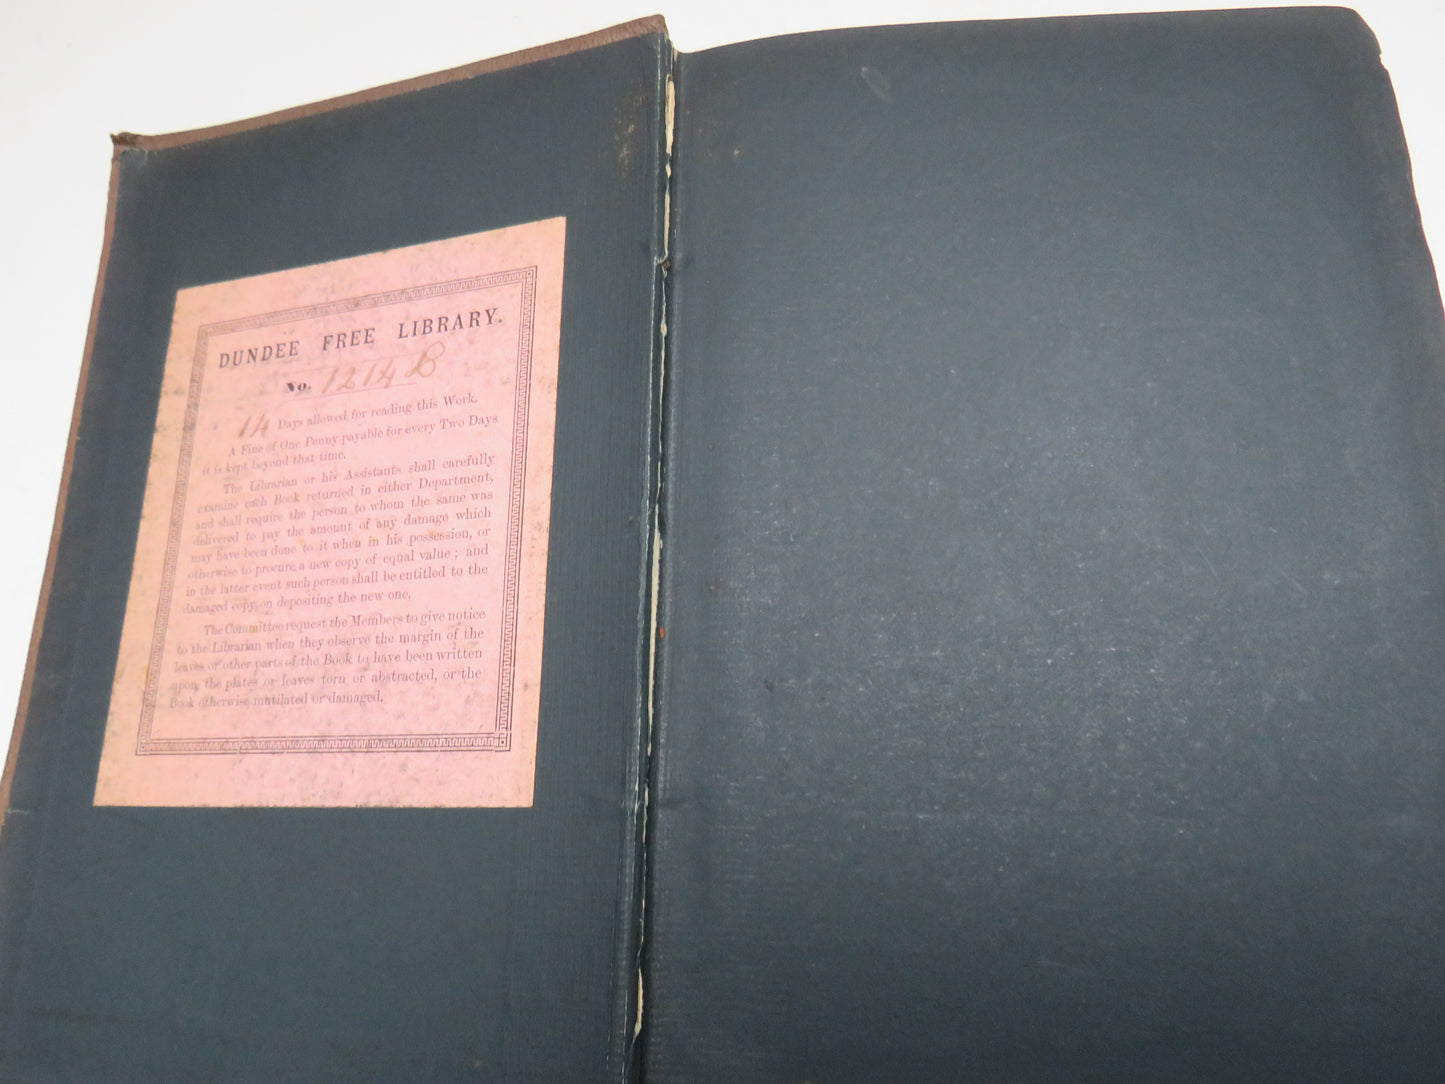 DUNDEE FREE LIBRARY.
No. 1214 B
14 Days allowed for reading this Work.
A Fine of One Penny payable for every Two Days
it is kept beyond that time.
The Librarian or his Assistants shall carefully
examine each Book returned in either Department,
and shall require the person to whom the same was
delivered to pay the amount of any damage which
may have been done to it when in his possession, or
otherwise to procure a new copy of equal value; and
in the latter event such person shall be entitled to the
damaged copy on depositing the new one,
The Committee request the Members to give notice
to the Librarian when they observe the margin of the
leaves or other parts of the Book to have been written
upon, the plates or leaves torn or abstracted, or the
Book otherwise mutilated or damaged.